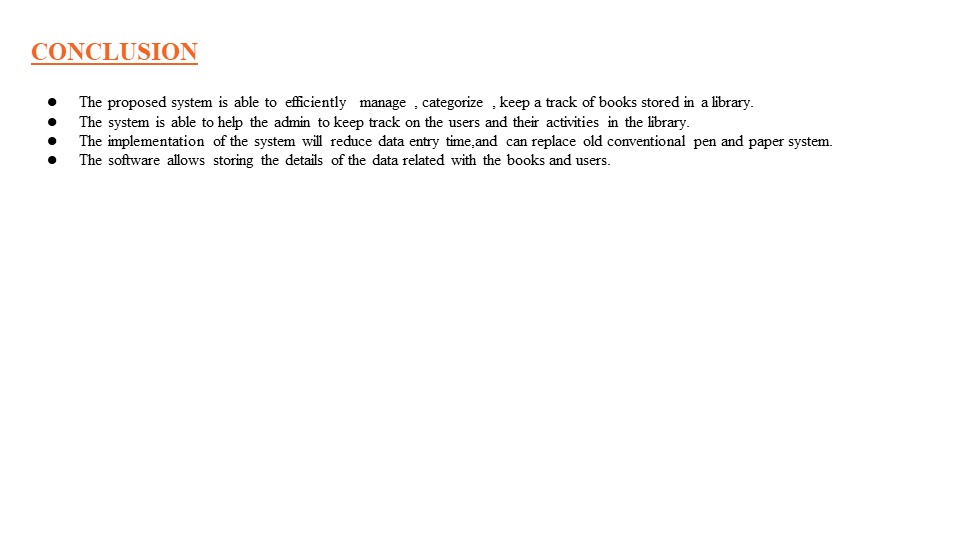 CONCLUSION
● The proposed system is able to efficiently manage , categorize , keep a track of books stored in a library.
● The system is able to help the admin to keep track on the users and their activities in the library.
● The implementation of the system will reduce data entry time,and can replace old conventional pen and paper system.
● The software allows storing the details of the data related with the books and users.